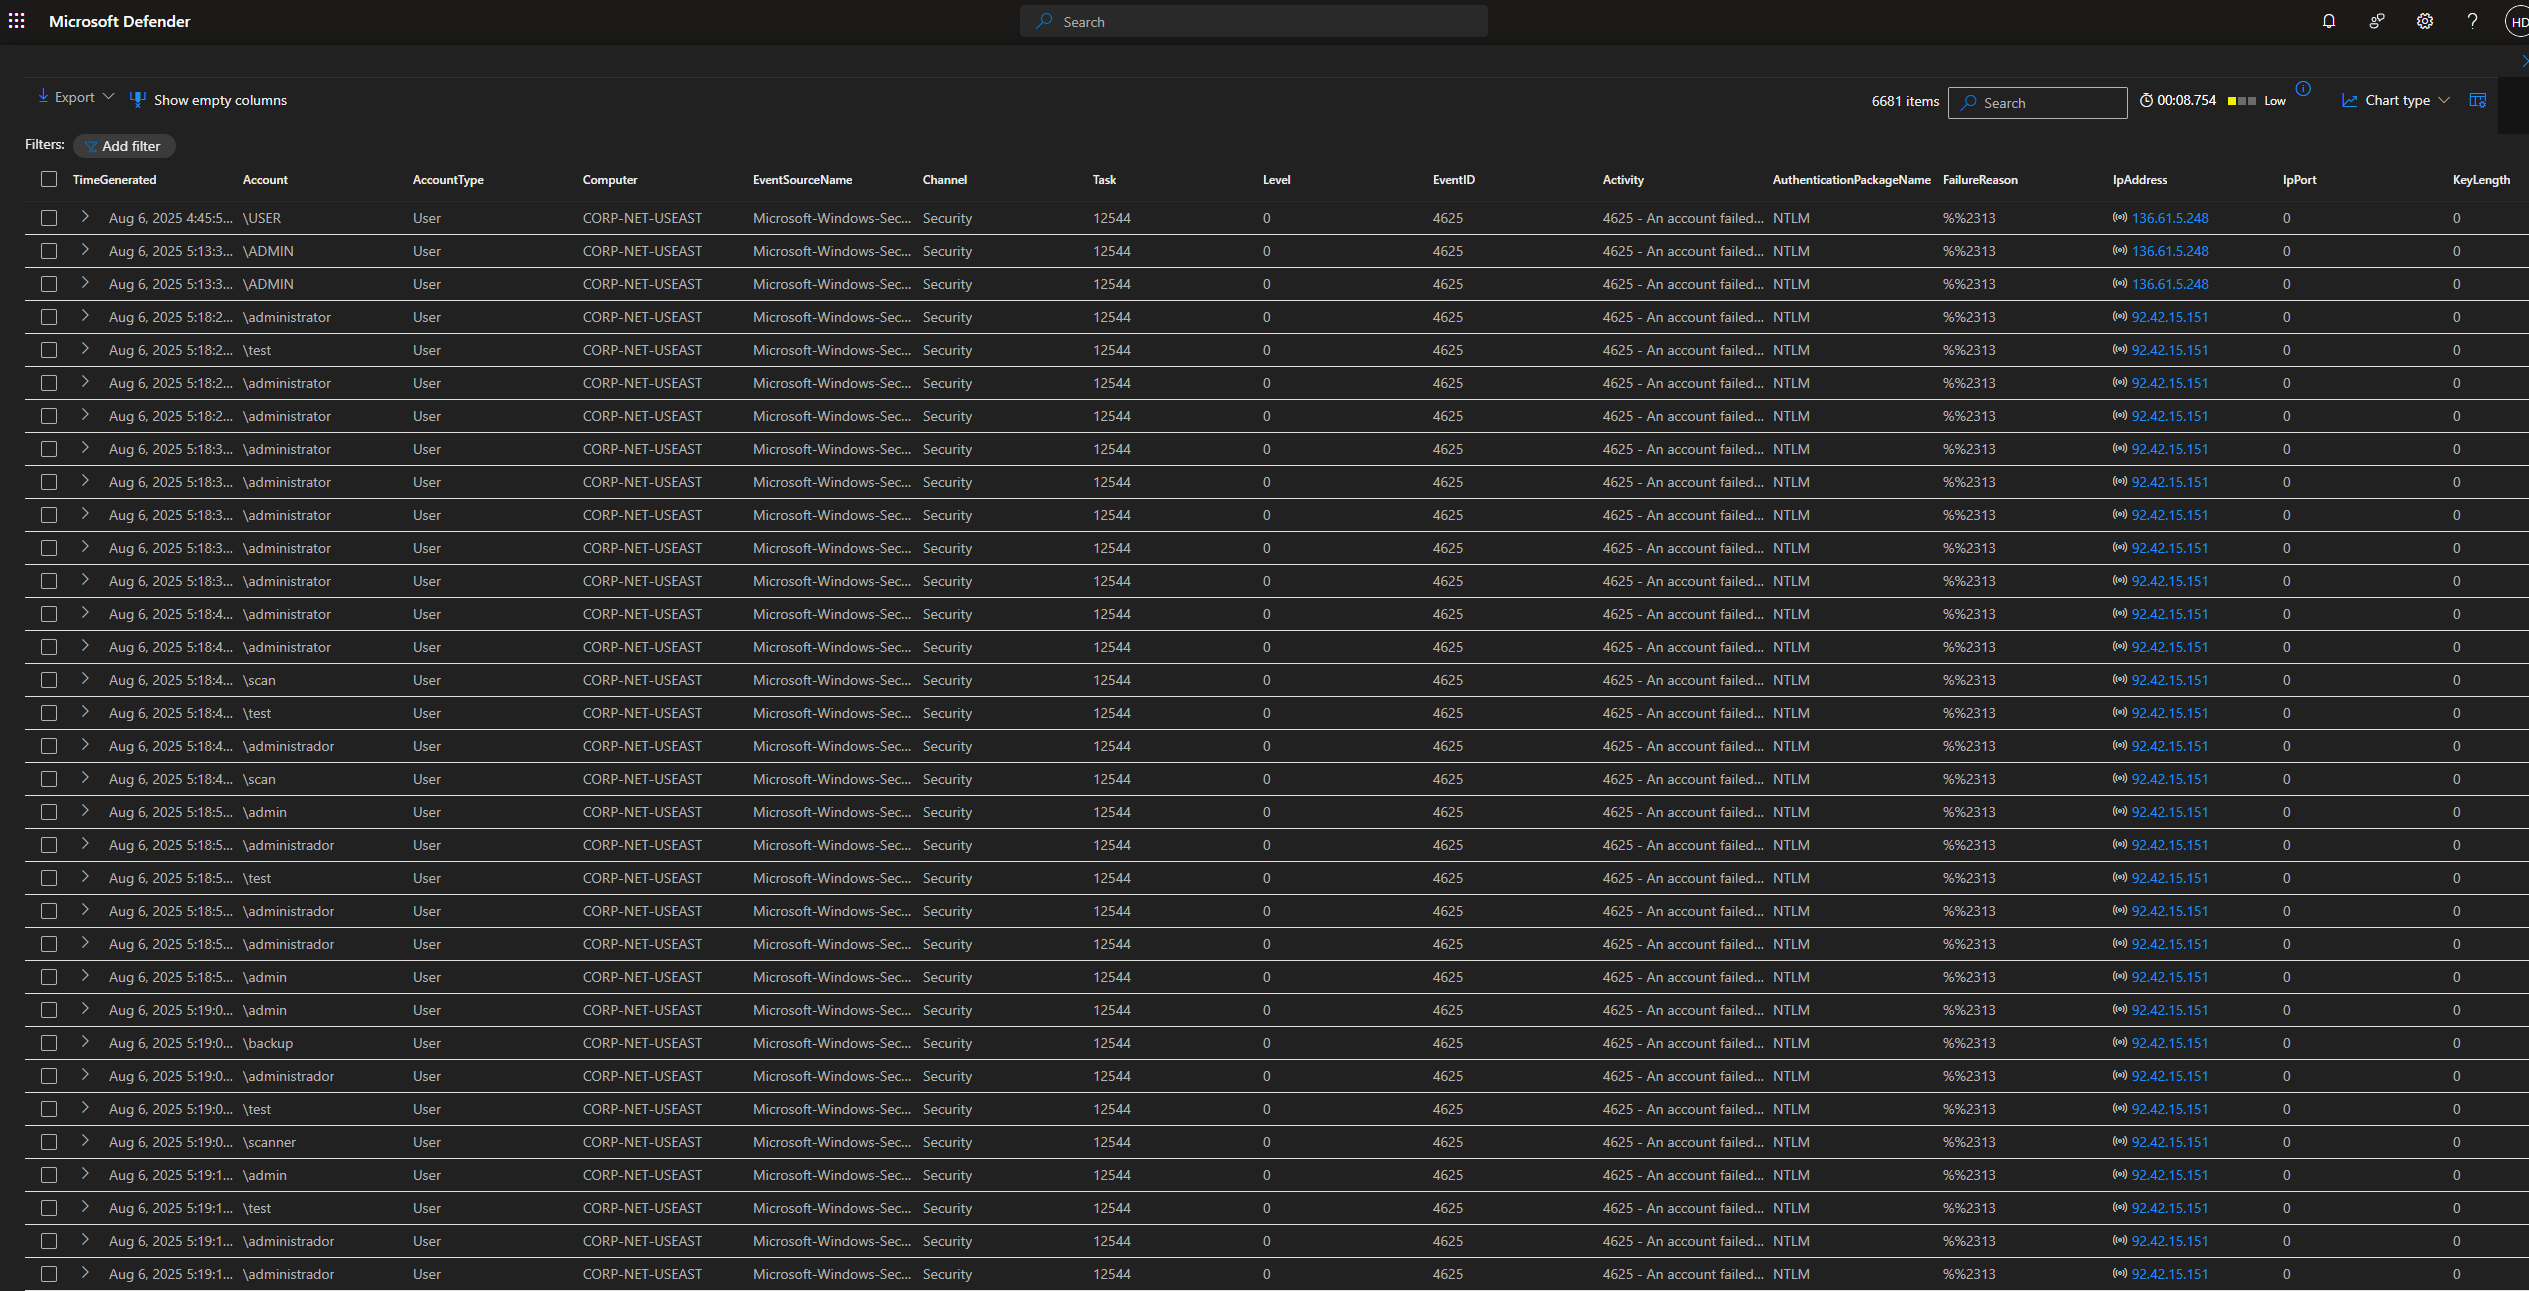 Microsoft Defender Search HD
Export Show empty columns 6681 items Search 00:08.754 Low Chart type
Filters: Add filter
TimeGenerated Account AccountType Computer EventSourceName Channel Task Level EventID Activity AuthenticationPackageName FailureReason IpAddress IpPort KeyLength
Aug 6, 2025 4:45:5... \USER User CORP-NET-USEAST Microsoft-Windows-Sec... Security 12544 0 4625 4625 - An account failed... NTLM %%2313 136.61.5.248 0 0
Aug 6, 2025 5:13:3... \ADMIN User CORP-NET-USEAST Microsoft-Windows-Sec... Security 12544 0 4625 4625 - An account failed... NTLM %%2313 136.61.5.248 0 0
Aug 6, 2025 5:13:3... \ADMIN User CORP-NET-USEAST Microsoft-Windows-Sec... Security 12544 0 4625 4625 - An account failed... NTLM %%2313 136.61.5.248 0 0
Aug 6, 2025 5:18:2... \administrator User CORP-NET-USEAST Microsoft-Windows-Sec... Security 12544 0 4625 4625 - An account failed... NTLM %%2313 92.42.15.151 0 0
Aug 6, 2025 5:18:2... \test User CORP-NET-USEAST Microsoft-Windows-Sec... Security 12544 0 4625 4625 - An account failed... NTLM %%2313 92.42.15.151 0 0
Aug 6, 2025 5:18:2... \administrator User CORP-NET-USEAST Microsoft-Windows-Sec... Security 12544 0 4625 4625 - An account failed... NTLM %%2313 92.42.15.151 0 0
Aug 6, 2025 5:18:2... \administrator User CORP-NET-USEAST Microsoft-Windows-Sec... Security 12544 0 4625 4625 - An account failed... NTLM %%2313 92.42.15.151 0 0
Aug 6, 2025 5:18:3... \administrator User CORP-NET-USEAST Microsoft-Windows-Sec... Security 12544 0 4625 4625 - An account failed... NTLM %%2313 92.42.15.151 0 0
Aug 6, 2025 5:18:3... \administrator User CORP-NET-USEAST Microsoft-Windows-Sec... Security 12544 0 4625 4625 - An account failed... NTLM %%2313 92.42.15.151 0 0
Aug 6, 2025 5:18:3... \administrator User CORP-NET-USEAST Microsoft-Windows-Sec... Security 12544 0 4625 4625 - An account failed... NTLM %%2313 92.42.15.151 0 0
Aug 6, 2025 5:18:3... \administrator User CORP-NET-USEAST Microsoft-Windows-Sec... Security 12544 0 4625 4625 - An account failed... NTLM %%2313 92.42.15.151 0 0
Aug 6, 2025 5:18:3... \administrator User CORP-NET-USEAST Microsoft-Windows-Sec... Security 12544 0 4625 4625 - An account failed... NTLM %%2313 92.42.15.151 0 0
Aug 6, 2025 5:18:4... \administrator User CORP-NET-USEAST Microsoft-Windows-Sec... Security 12544 0 4625 4625 - An account failed... NTLM %%2313 92.42.15.151 0 0
Aug 6, 2025 5:18:4... \administrator User CORP-NET-USEAST Microsoft-Windows-Sec... Security 12544 0 4625 4625 - An account failed... NTLM %%2313 92.42.15.151 0 0
Aug 6, 2025 5:18:4... \scan User CORP-NET-USEAST Microsoft-Windows-Sec... Security 12544 0 4625 4625 - An account failed... NTLM %%2313 92.42.15.151 0 0
Aug 6, 2025 5:18:4... \test User CORP-NET-USEAST Microsoft-Windows-Sec... Security 12544 0 4625 4625 - An account failed... NTLM %%2313 92.42.15.151 0 0
Aug 6, 2025 5:18:4... \administrador User CORP-NET-USEAST Microsoft-Windows-Sec... Security 12544 0 4625 4625 - An account failed... NTLM %%2313 92.42.15.151 0 0
Aug 6, 2025 5:18:4... \scan User CORP-NET-USEAST Microsoft-Windows-Sec... Security 12544 0 4625 4625 - An account failed... NTLM %%2313 92.42.15.151 0 0
Aug 6, 2025 5:18:5... \admin User CORP-NET-USEAST Microsoft-Windows-Sec... Security 12544 0 4625 4625 - An account failed... NTLM %%2313 92.42.15.151 0 0
Aug 6, 2025 5:18:5... \administrador User CORP-NET-USEAST Microsoft-Windows-Sec... Security 12544 0 4625 4625 - An account failed... NTLM %%2313 92.42.15.151 0 0
Aug 6, 2025 5:18:5... \test User CORP-NET-USEAST Microsoft-Windows-Sec... Security 12544 0 4625 4625 - An account failed... NTLM %%2313 92.42.15.151 0 0
Aug 6, 2025 5:18:5... \administrador User CORP-NET-USEAST Microsoft-Windows-Sec... Security 12544 0 4625 4625 - An account failed... NTLM %%2313 92.42.15.151 0 0
Aug 6, 2025 5:18:5... \administrador User CORP-NET-USEAST Microsoft-Windows-Sec... Security 12544 0 4625 4625 - An account failed... NTLM %%2313 92.42.15.151 0 0
Aug 6, 2025 5:18:5... \admin User CORP-NET-USEAST Microsoft-Windows-Sec... Security 12544 0 4625 4625 - An account failed... NTLM %%2313 92.42.15.151 0 0
Aug 6, 2025 5:19:0... \admin User CORP-NET-USEAST Microsoft-Windows-Sec... Security 12544 0 4625 4625 - An account failed... NTLM %%2313 92.42.15.151 0 0
Aug 6, 2025 5:19:0... \backup User CORP-NET-USEAST Microsoft-Windows-Sec... Security 12544 0 4625 4625 - An account failed... NTLM %%2313 92.42.15.151 0 0
Aug 6, 2025 5:19:0... \administrador User CORP-NET-USEAST Microsoft-Windows-Sec... Security 12544 0 4625 4625 - An account failed... NTLM %%2313 92.42.15.151 0 0
Aug 6, 2025 5:19:0... \test User CORP-NET-USEAST Microsoft-Windows-Sec... Security 12544 0 4625 4625 - An account failed... NTLM %%2313 92.42.15.151 0 0
Aug 6, 2025 5:19:0... \scanner User CORP-NET-USEAST Microsoft-Windows-Sec... Security 12544 0 4625 4625 - An account failed... NTLM %%2313 92.42.15.151 0 0
Aug 6, 2025 5:19:1... \admin User CORP-NET-USEAST Microsoft-Windows-Sec... Security 12544 0 4625 4625 - An account failed... NTLM %%2313 92.42.15.151 0 0
Aug 6, 2025 5:19:1... \test User CORP-NET-USEAST Microsoft-Windows-Sec... Security 12544 0 4625 4625 - An account failed... NTLM %%2313 92.42.15.151 0 0
Aug 6, 2025 5:19:1... \administrador User CORP-NET-USEAST Microsoft-Windows-Sec... Security 12544 0 4625 4625 - An account failed... NTLM %%2313 92.42.15.151 0 0
Aug 6, 2025 5:19:1... \administrador User CORP-NET-USEAST Microsoft-Windows-Sec... Security 12544 0 4625 4625 - An account failed... NTLM %%2313 92.42.15.151 0 0